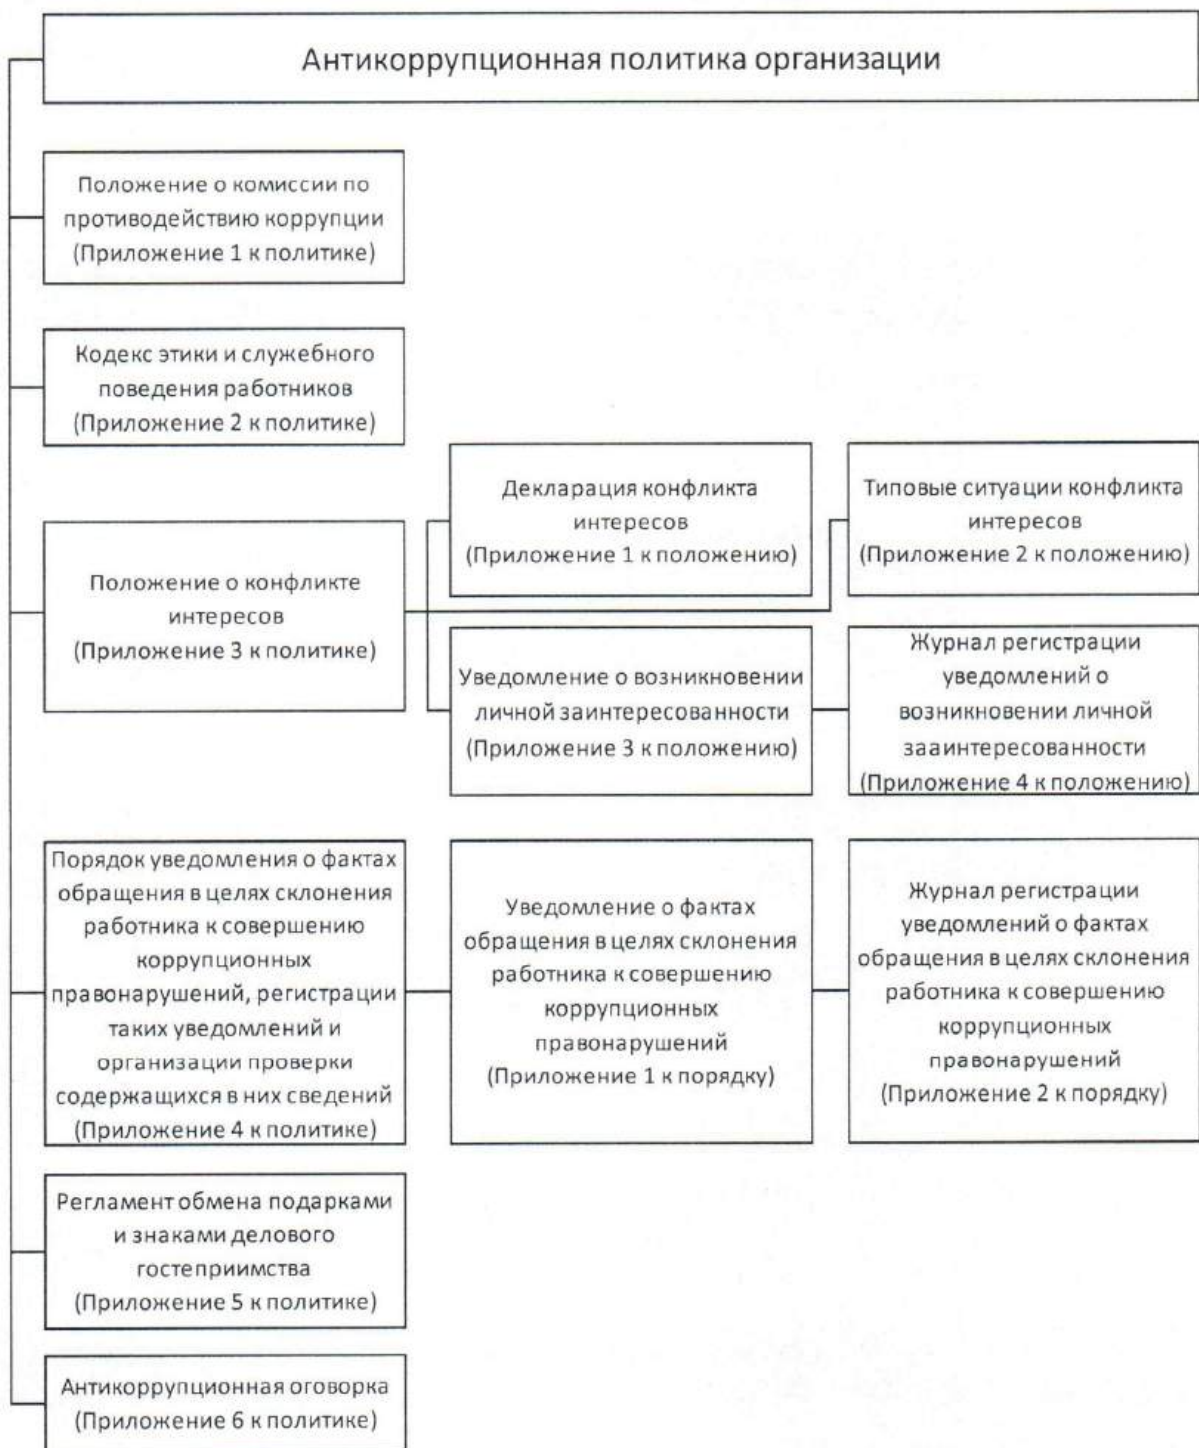 Антикоррупционная политика организации
Положение о комиссии по
противодействию коррупции
(Приложение 1 к политике)
Кодекс этики и служебного
поведения работников
(Приложение 2 к политике)
Положение о конфликте
интересов
(Приложение 3 к политике)
Декларация конфликта
интересов
(Приложение 1 к положению)
Типовые ситуации конфликта
интересов
(Приложение 2 к положению)
Уведомление о возникновении
личной заинтересованности
(Приложение 3 к положению)
Журнал регистрации
уведомлений о
возникновении личной
зааинтересованности
(Приложение 4 к положению)
Порядок уведомления о фактах
обращения в целях склонения
работника к совершению
коррупционных
правонарушений, регистрации
таких уведомлений и
организации проверки
содержащихся в них сведений
(Приложение 4 к политике)
Уведомление о фактах
обращения в целях склонения
работника к совершению
коррупционных
правонарушений
(Приложение 1 к порядку)
Журнал регистрации
уведомлений о фактах
обращения в целях склонения
работника к совершению
коррупционных
правонарушений
(Приложение 2 к порядку)
Регламент обмена подарками
и знаками делового
гостеприимства
(Приложение 5 к политике)
Антикоррупционная оговорка
(Приложение 6 к политике)